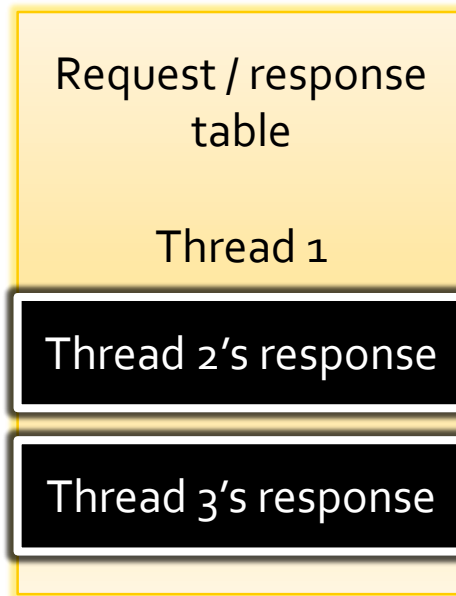 Request / response
table
Thread 1
Thread 2's response
Thread 3's response